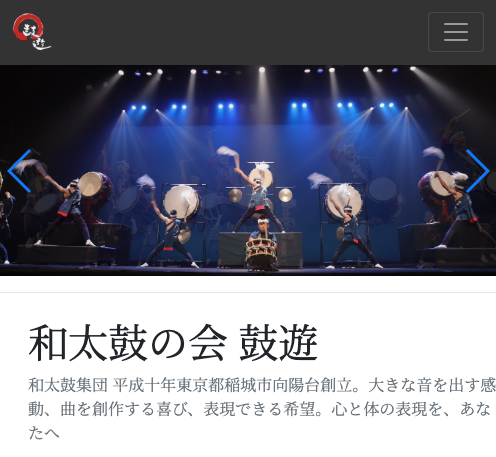 和太鼓の会 鼓遊
和太鼓集団 平成十年東京都稲城市向陽台創立。大きな音を出す感
動、曲を創作する喜び、表現できる希望。心と体の表現を、あな
たへ